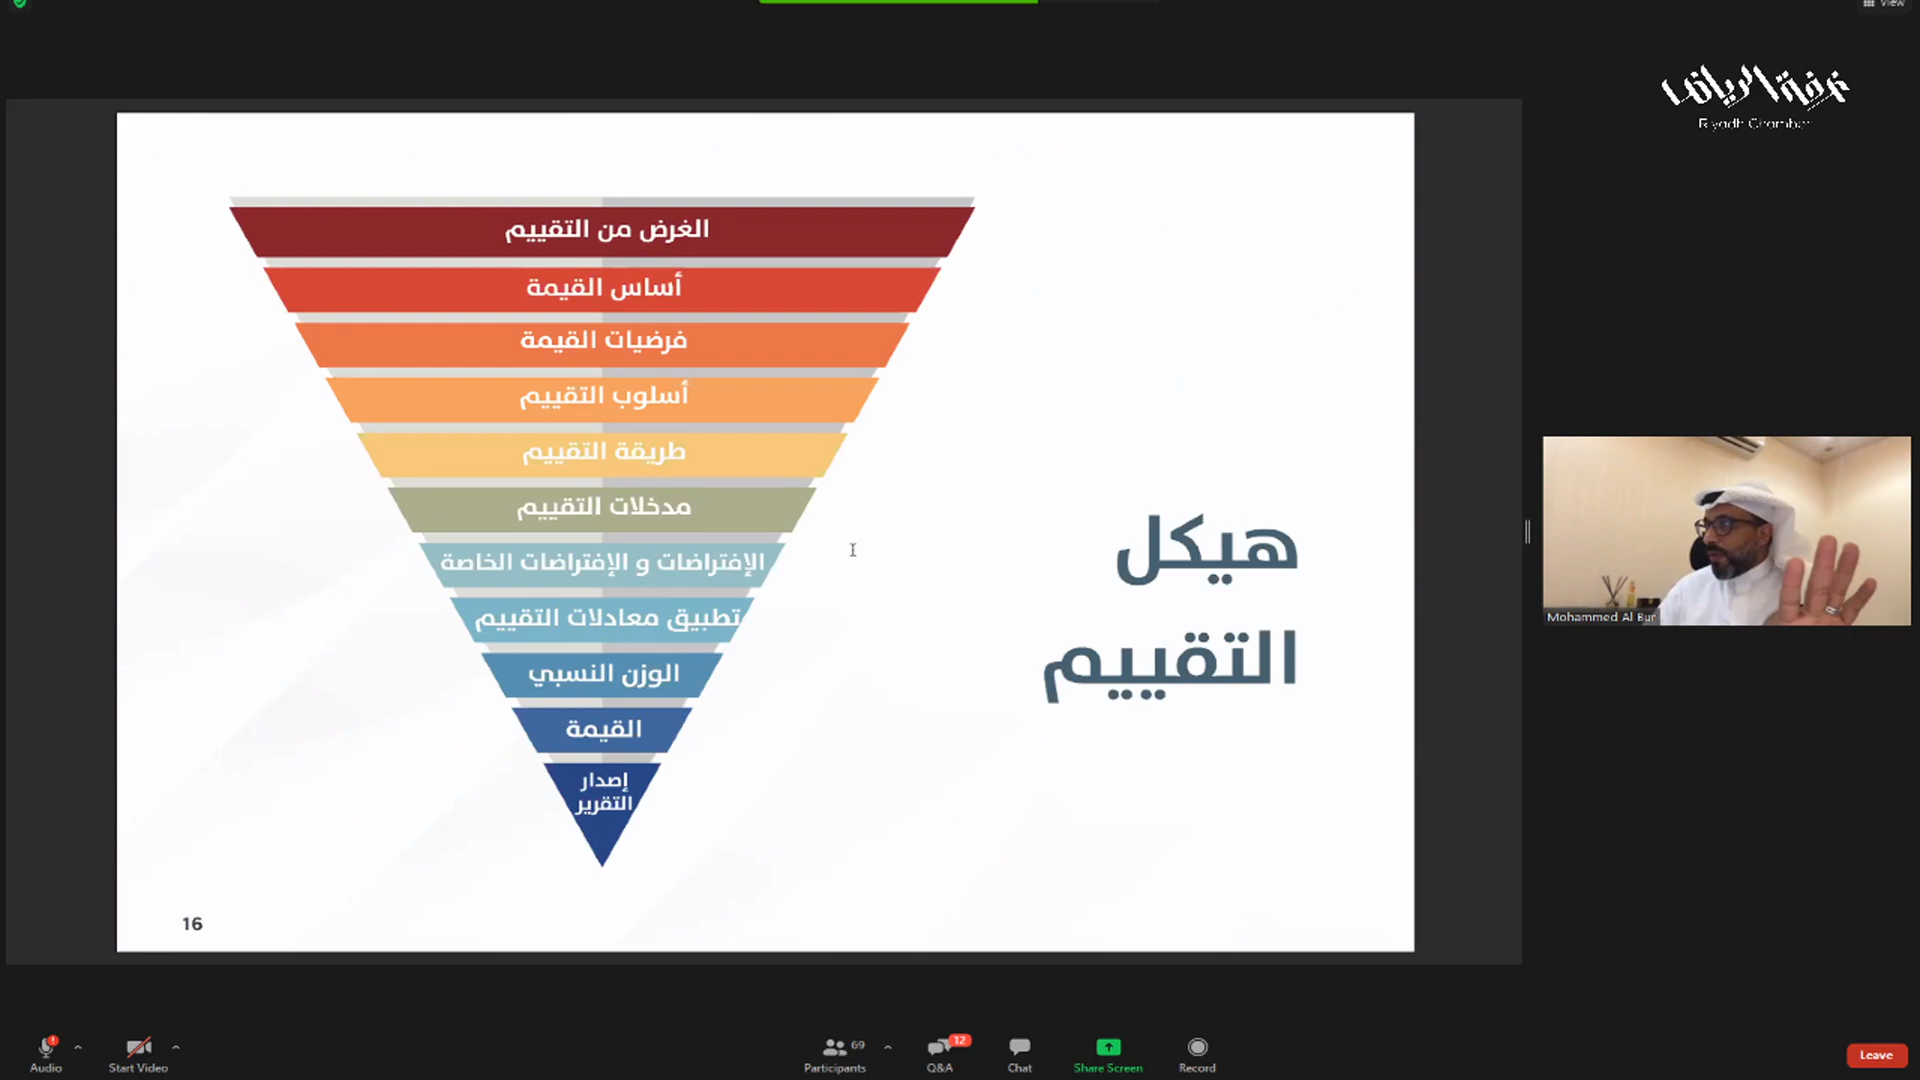 View
غرفة الرياض
Riyadh Chamber
الغرض من التقييم
أساس القيمة
فرضيات القيمة
أسلوب التقييم
طريقة التقييم
مدخلات التقييم
الإفتراضات و الإفتراضات الخاصة
تطبيق معادلات التقييم
الوزن النسبي
القيمة
إصدار
التقرير
هيكل
التقييم
16
Mohammed Al Bur
Audio
Start Video
69
Participants
12
Q&A
Chat
Share Screen
Record
Leave